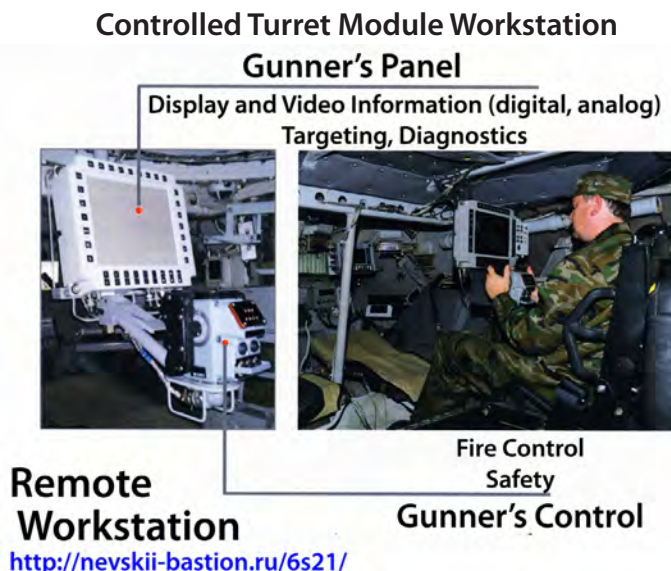 Controlled Turret Module Workstation
Gunner's Panel
Display and Video Information (digital, analog)
Targeting, Diagnostics
Fire Control
Safety
Gunner's Control
Remote
Workstation
http://nevskii-bastion.ru/6s21/